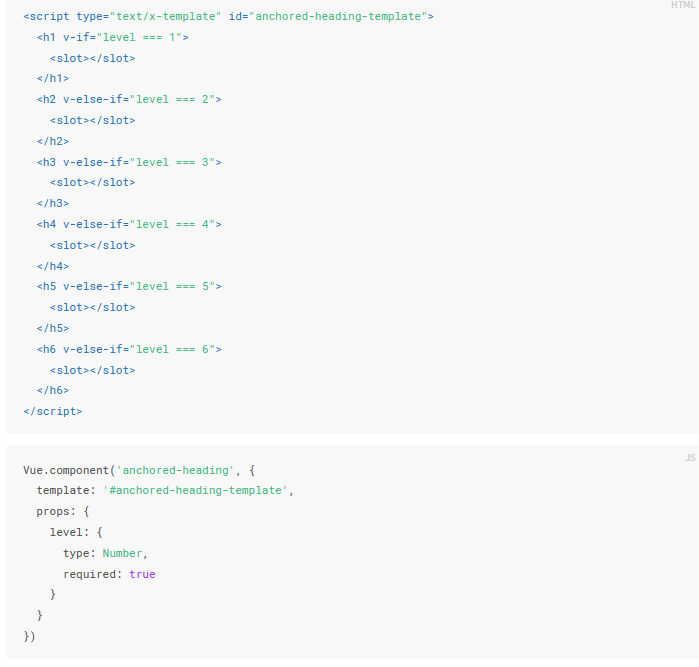 HTML
<script type="text/x-template" id="anchored-heading-template">
  <h1 v-if="level === 1">
    <slot></slot>
  </h1>
  <h2 v-else-if="level === 2">
    <slot></slot>
  </h2>
  <h3 v-else-if="level === 3">
    <slot></slot>
  </h3>
  <h4 v-else-if="level === 4">
    <slot></slot>
  </h4>
  <h5 v-else-if="level === 5">
    <slot></slot>
  </h5>
  <h6 v-else-if="level === 6">
    <slot></slot>
  </h6>
</script>
JS
Vue.component('anchored-heading', {
  template: '#anchored-heading-template',
  props: {
    level: {
      type: Number,
      required: true
    }
  }
})